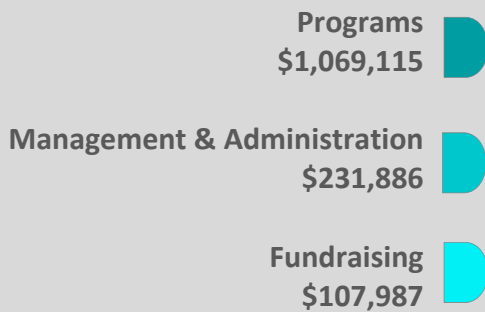 Programs
$1,069,115
Management & Administration
$231,886
Fundraising
$107,987